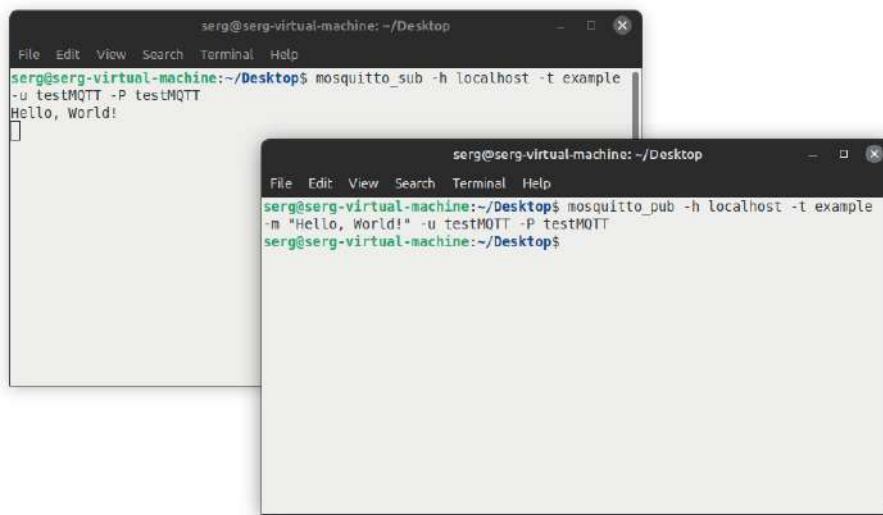 serg@serg-virtual-machine: ~/Desktop
File Edit View Search Terminal Help
serg@serg-virtual-machine:~/Desktop$ mosquitto_sub -h localhost -t example
-u testMQTT -P testMQTT
Hello, World!
serg@serg-virtual-machine: ~/Desktop
File Edit View Search Terminal Help
serg@serg-virtual-machine:~/Desktop$ mosquitto_pub -h localhost -t example
-m "Hello, World!" -u testMQTT -P testMQTT
serg@serg-virtual-machine:~/Desktop$